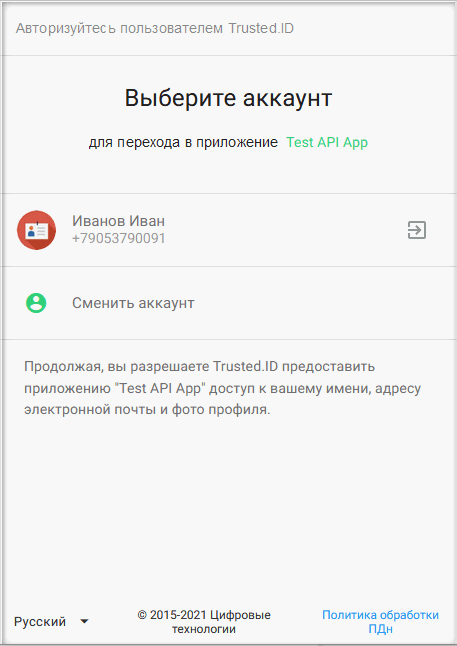 Авторизуйтесь пользователем Trusted.ID
Выберите аккаунт
для перехода в приложение Test API App
Иванов Иван
+79053790091
Сменить аккаунт
Продолжая, вы разрешаете Trusted.ID предоставить
приложению "Test API App" доступ к вашему имени, адресу
электронной почты и фото профиля.
Русский
© 2015-2021 Цифровые
технологии
Политика обработки
ПДн